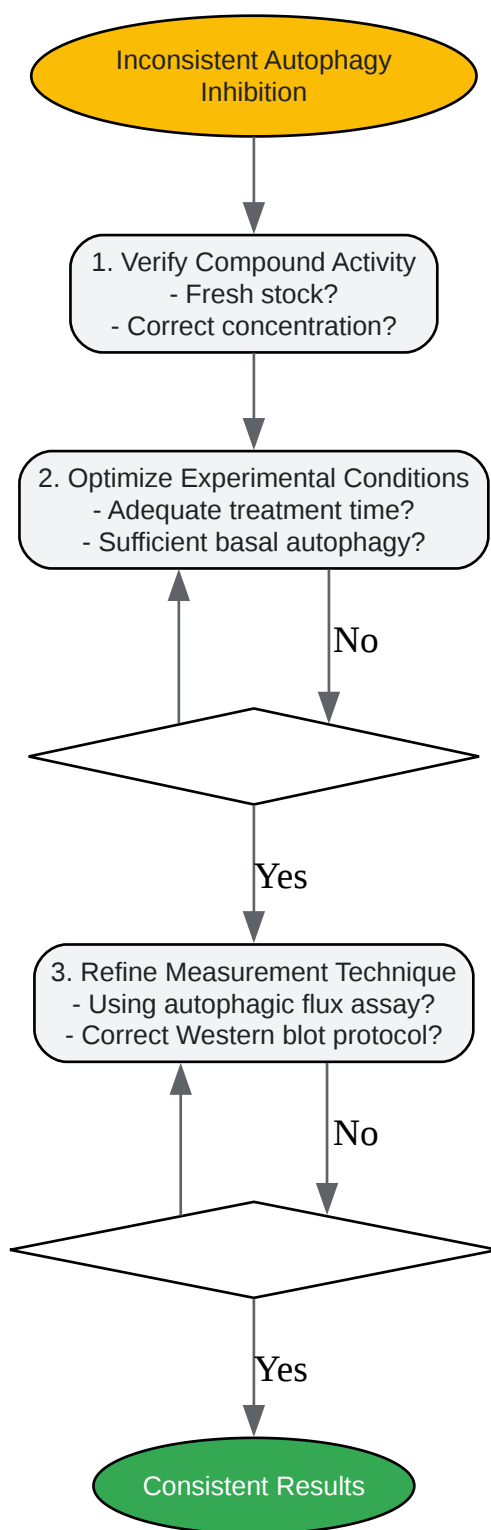 Inconsistent Autophagy
Inhibition
1. Verify Compound Activity
- Fresh stock?
- Correct concentration?
2. Optimize Experimental Conditions
- Adequate treatment time?
- Sufficient basal autophagy?
No
Yes
3. Refine Measurement Technique
- Using autophagic flux assay?
- Correct Western blot protocol?
No
Yes
Consistent Results